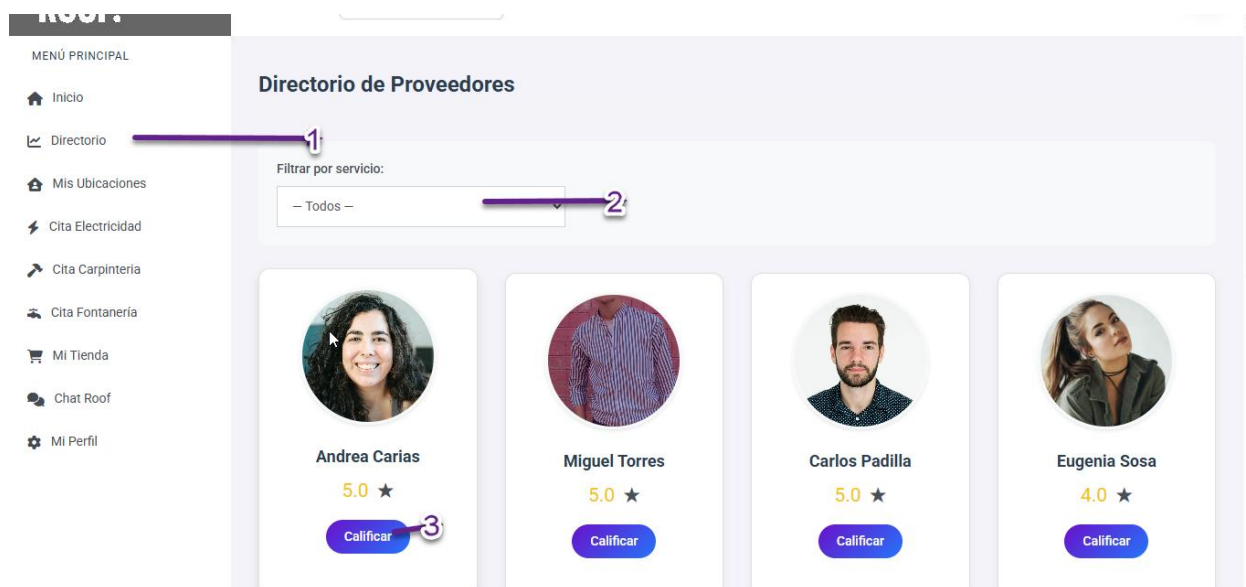 ROOF.
MENÚ PRINCIPAL
Inicio
Directorio
Mis Ubicaciones
Cita Electricidad
Cita Carpinteria
Cita Fontanería
Mi Tienda
Chat Roof
Mi Perfil
Directorio de Proveedores
1
Filtrar por servicio:
— Todos —
2
Andrea Carias
5.0 ★
Calificar
3
Miguel Torres
5.0 ★
Calificar
Carlos Padilla
5.0 ★
Calificar
Eugenia Sosa
4.0 ★
Calificar